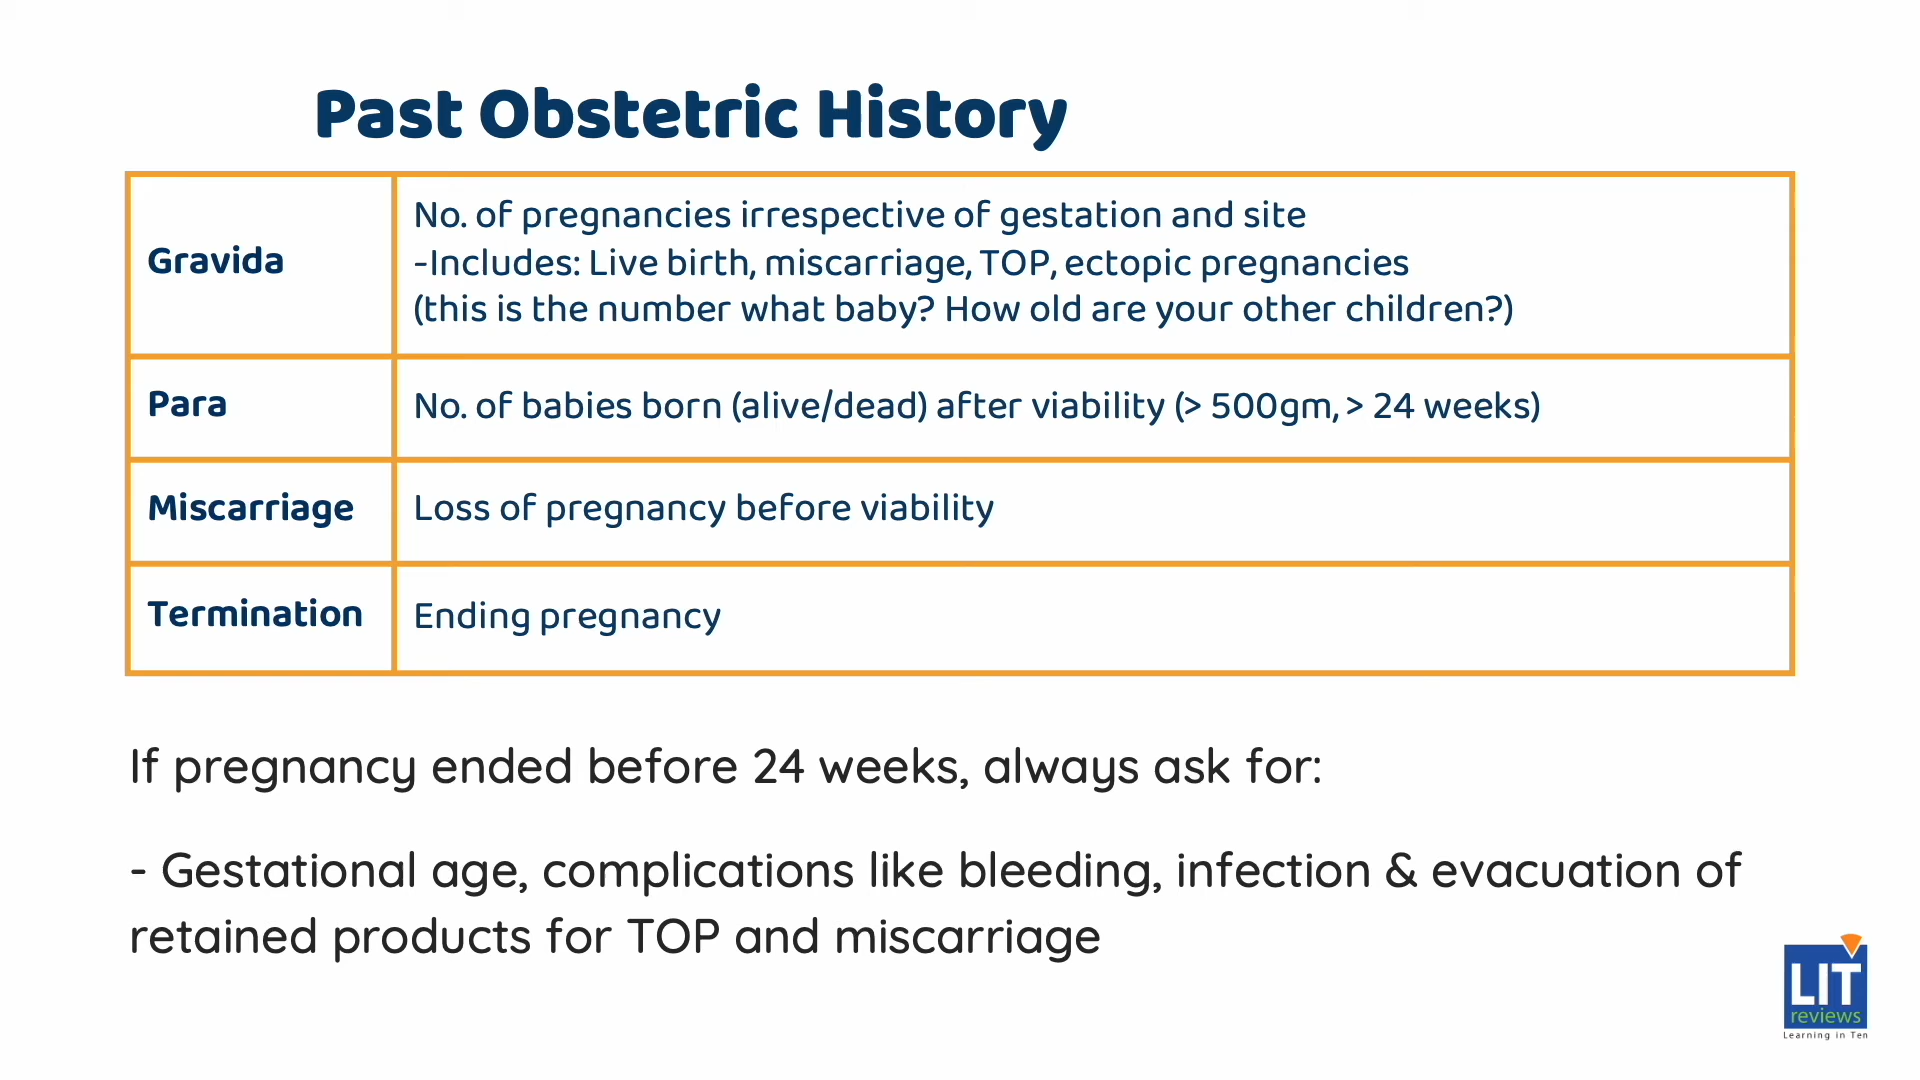 Past Obstetric History
Gravida
No. of pregnancies irrespective of gestation and site
-Includes: Live birth, miscarriage, TOP, ectopic pregnancies
(this is the number what baby? How old are your other children?)
Para
No. of babies born (alive/dead) after viability (> 500gm, > 24 weeks)
Miscarriage
Loss of pregnancy before viability
Termination
Ending pregnancy
If pregnancy ended before 24 weeks, always ask for:
- Gestational age, complications like bleeding, infection & evacuation of
retained products for TOP and miscarriage
LIT
reviews
Learning in Ten